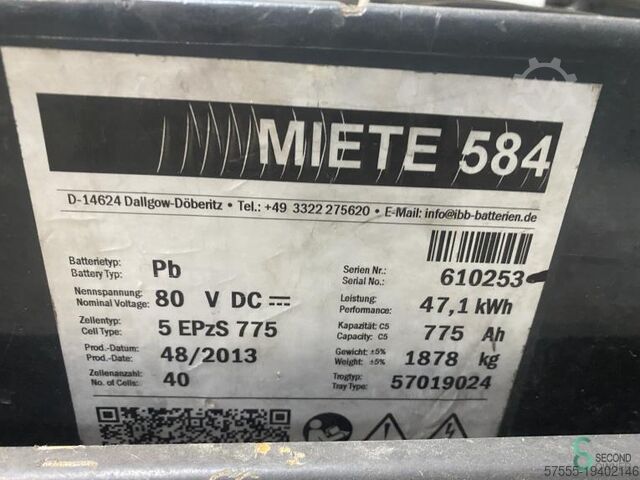 MIETE 584
D-14624 Dallgow-Döberitz • Tel.: +49 3322 275620 • E-Mail: info@ibb-batterien.de
Batterietyp:
Battery Typ: Pb
Serien Nr.:
Serial No.: 610253
Nennspannung:
Nominal Voltage: 80 V DC
Leistung:
Performance: 47,1 kWh
Zellentyp:
Cell Type: 5 EPzS 775
Kapazität: C5
Capacity: C5 775 Ah
Prod.-Datum:
Prod.-Date: 48/2013
Gewicht: ±5%
Weight: ±5% 1878 kg
Zellenanzahl:
No. of Cells: 40
Trogtyp:
Tray Type: 57019024
SECOND
57555-19402146